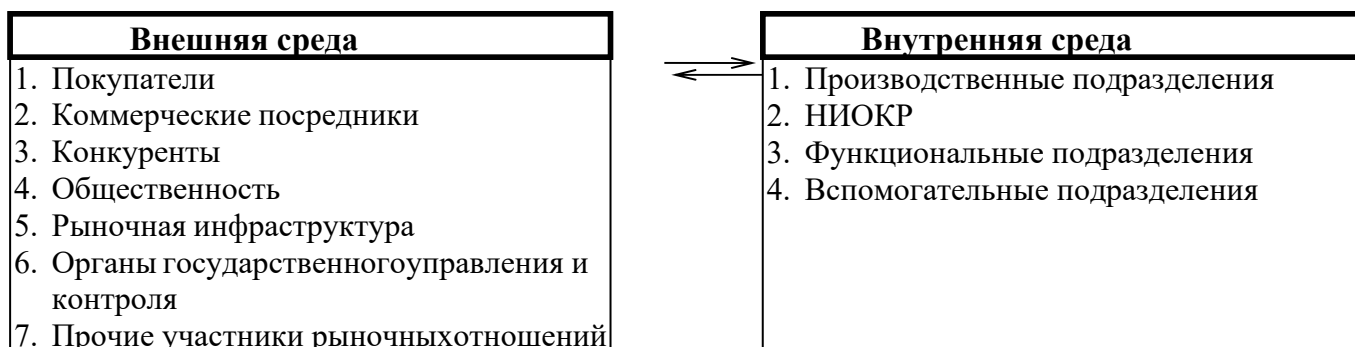 Внешняя среда
1. Покупатели
2. Коммерческие посредники
3. Конкуренты
4. Общественность
5. Рыночная инфраструктура
6. Органы государственногоуправления и
контроля
7. Прочие участники рыночныхотношений
Внутренняя среда
1. Производственные подразделения
2. НИОКР
3. Функциональные подразделения
4. Вспомогательные подразделения